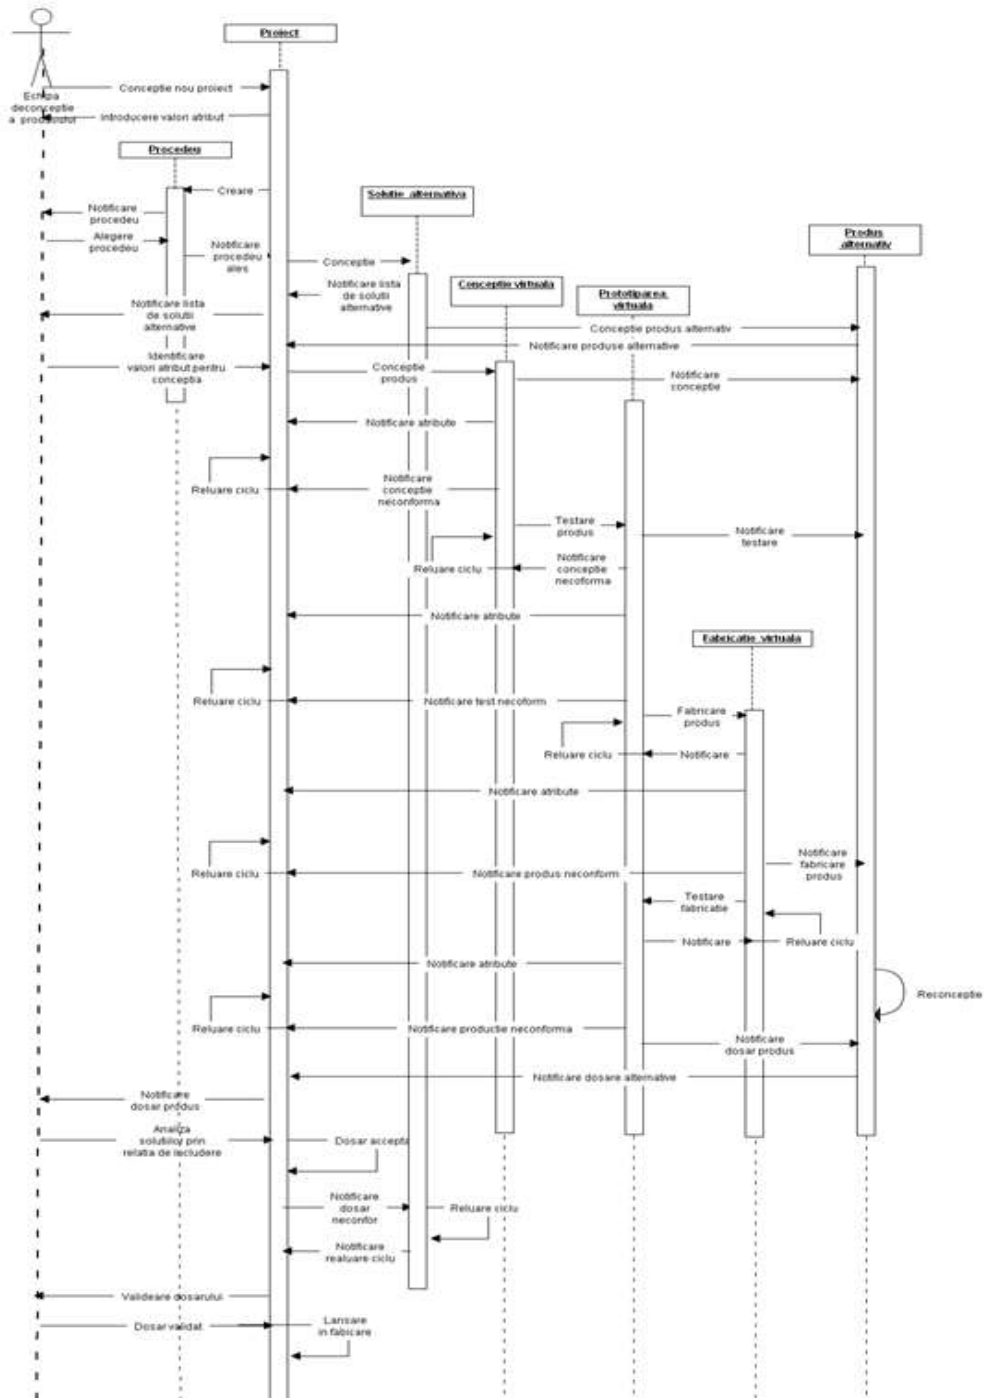 Proiect
Echipa
deconceptie
a produsului
Conceptie nou proiect
Introducere valori atribut
Procedeu
Creare
Solutie alternativa
Notificare
procedeu
Alegere
procedeu
Notificare
procedeu
ales
Produs
alternativ
Conceptie
Notificare lista
de solutii
alternative
Conceptie virtuala
Prototiparea
virtuala
Notificare lista
de solutii
alternative
Conceptie produs alternativ
Notificare produse alternative
Identificare
valori atribut pentru
conceptia
Conceptie
produs
Notificare
conceptie
Notificare atribute
Reluare ciclu
Notificare
conceptie
neconforma
Testare
produs
Notificare
testare
Reluare ciclu
Notificare
conceptie
necoforma
Notificare atribute
Fabricatie virtuala
Reluare ciclu
Notificare test necoform
Fabricare
produs
Reluare ciclu
Notificare
Notificare atribute
Notificare
fabricare
produs
Reluare ciclu
Notificare produs neconform
Testare
fabricatie
Notificare
Reluare ciclu
Notificare atribute
Reconceptie
Reluare ciclu
Notificare productie neconforma
Notificare
dosar produs
Notificare dosare alternative
Notificare
dosar produs
Analiza
solutiilor prin
relatia de includere
Dosar accepta
Notificare
dosar
neconfor
Reluare ciclu
Notificare
realuare ciclu
Valideare dosarului
Dosar validat
Lansare
in fabicare